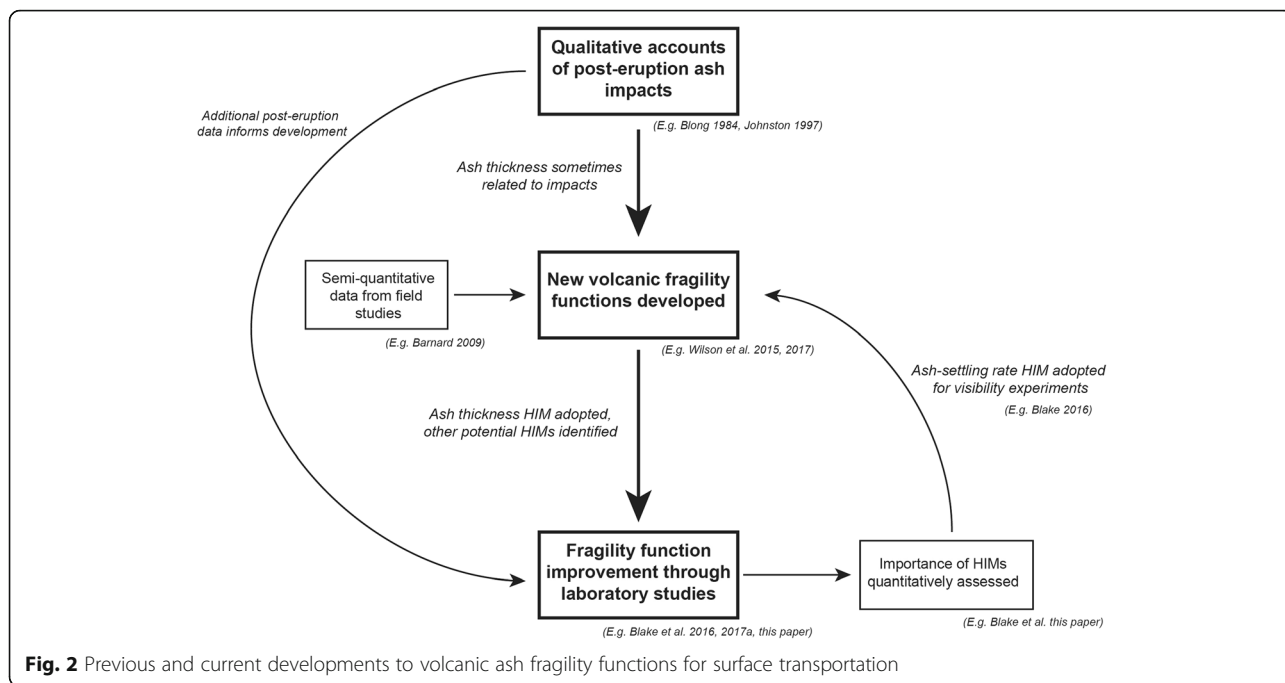 Qualitative accounts
of post-eruption ash
impacts
(E.g. Blong 1984, Johnston 1997)
Additional post-eruption
data informs development
Ash thickness sometimes
related to impacts
Semi-quantitative
data from field
studies
(E.g. Barnard 2009)
New volcanic fragility
functions developed
(E.g. Wilson et al. 2015, 2017)
Ash-settling rate HIM adopted
for visibility experiments
(E.g. Blake 2016)
Ash thickness HIM adopted,
other potential HIMs identified
Fragility function
improvement through
laboratory studies
(E.g. Blake et al. 2016, 2017a, this paper)
Importance of HIMs
quantitatively assessed
(E.g. Blake et al. this paper)
Fig. 2 Previous and current developments to volcanic ash fragility functions for surface transportation